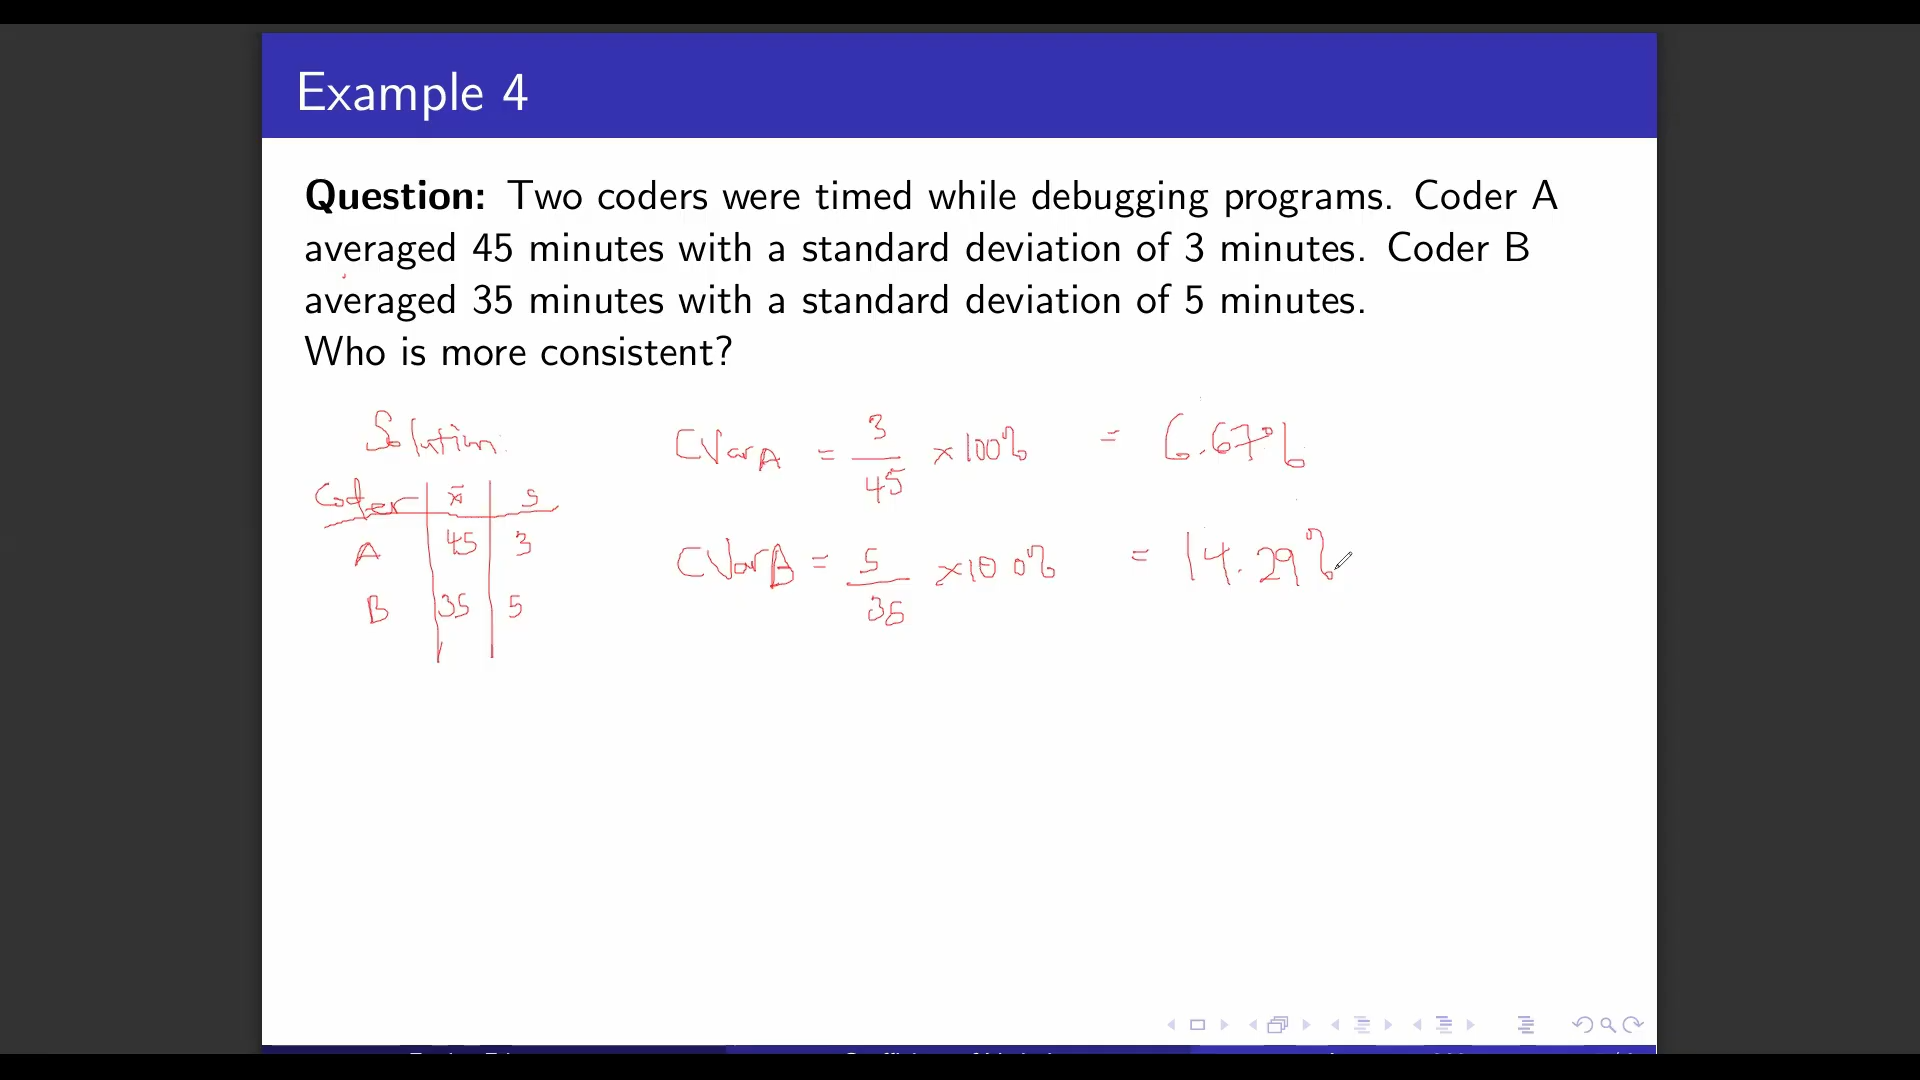 Example 4
Question: Two coders were timed while debugging programs. Coder A
averaged 45 minutes with a standard deviation of 3 minutes. Coder B
averaged 35 minutes with a standard deviation of 5 minutes.
Who is more consistent?
Solution:
Coder x̄ s
A 45 3
B 35 5
CVarA = 3/45 ×100% = 6.67%
CVarB = 5/35 ×100% = 14.29%